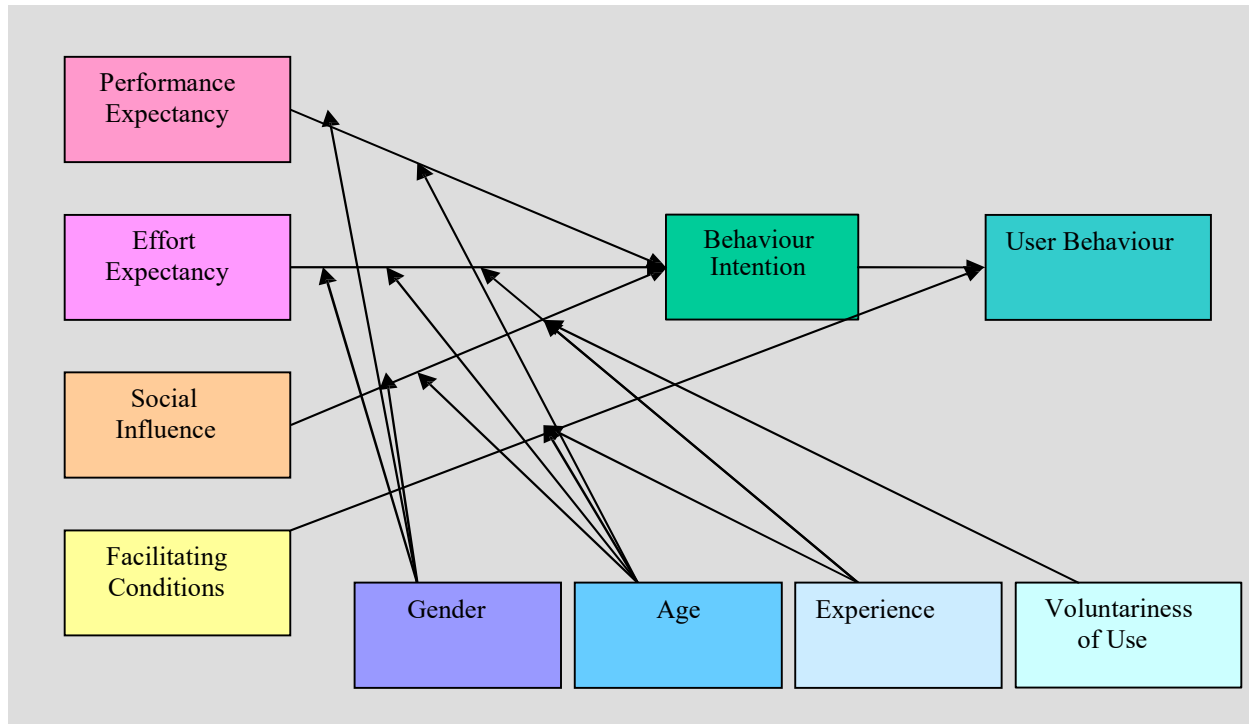 Performance
Expectancy
Effort
Expectancy
Behaviour
Intention
User Behaviour
Social
Influence
Facilitating
Conditions
Gender
Age
Experience
Voluntariness
of Use